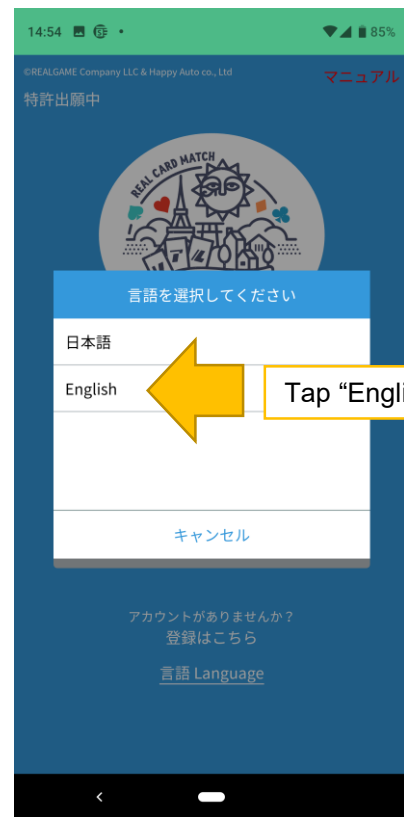 14:54
85%
©REALGAME Company LLC & Happy Auto co., Ltd
マニュアル
特許出願中
REAL CARD MATCH
言語を選択してください
日本語
English
Tap “Engli
キャンセル
アカウントがありませんか？
登録はこちら
言語 Language